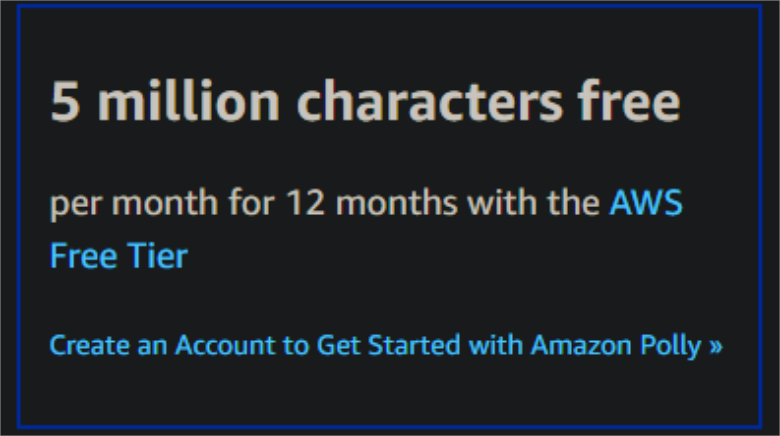 5 million characters free
per month for 12 months with the AWS
Free Tier
Create an Account to Get Started with Amazon Polly »